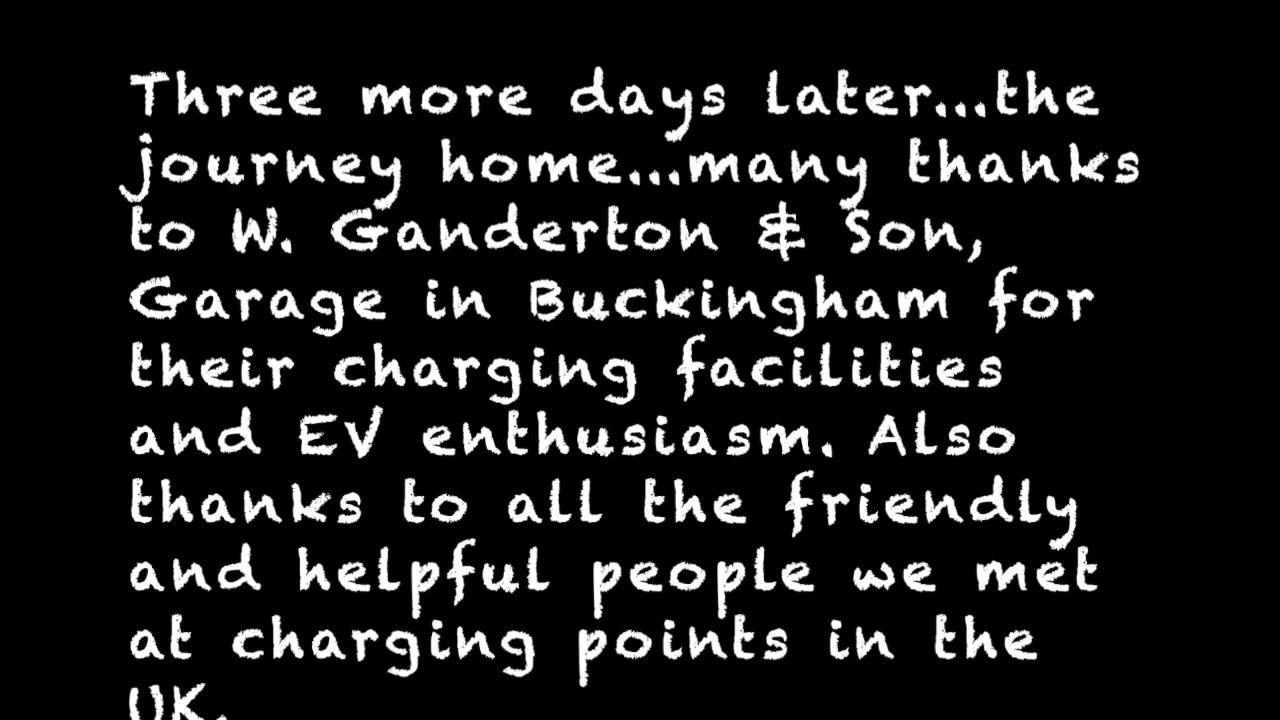 Three more days later...the
journey home...many thanks
to W. Ganderton & Son,
Garage in Buckingham for
their charging facilities
and EV enthusiasm. Also
thanks to all the friendly
and helpful people we met
at charging points in the
UK.